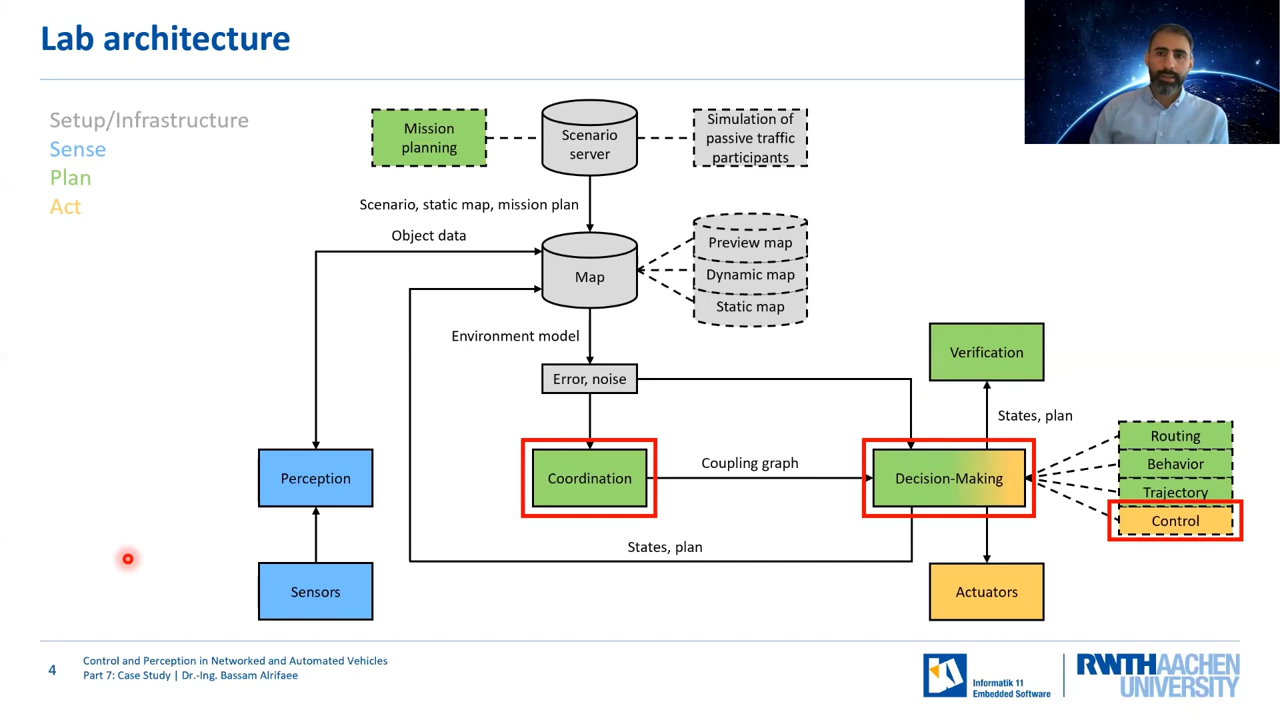 Lab architecture
Setup/Infrastructure
Sense
Plan
Act
Mission
planning
Scenario
server
Simulation of
passive traffic
participants
Scenario, static map, mission plan
Object data
Map
Preview map
Dynamic map
Static map
Environment model
Error, noise
Verification
States, plan
Routing
Behavior
Trajectory
Control
Perception
Coordination
Coupling graph
Decision-Making
States, plan
Sensors
Actuators
4
Control and Perception in Networked and Automated Vehicles
Part 7: Case Study | Dr.-Ing. Bassam Alrifaee
Informatik 11
Embedded Software
RWTHAACHEN
UNIVERSITY